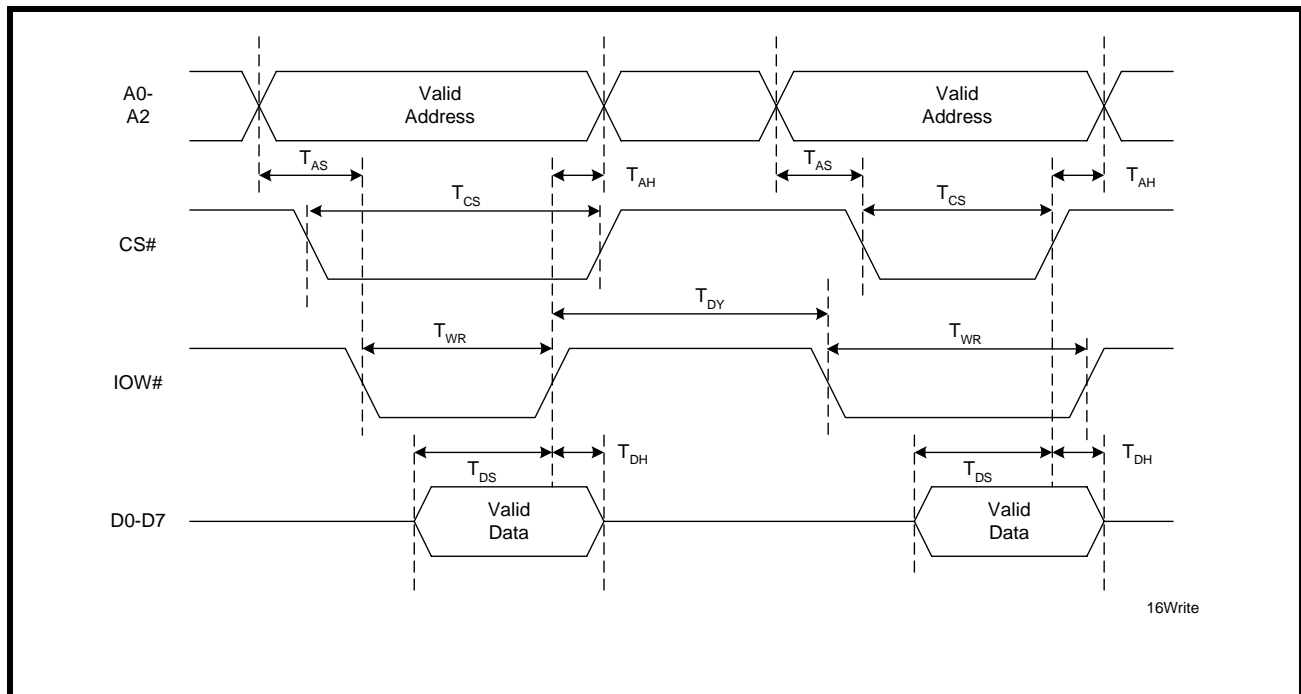 A0-
A2
Valid
Address
Valid
Address
TAS
TAH
TAS
TAH
TCS
TCS
CS#
TDY
TWR
TWR
IOW#
TDS
TDH
TDS
TDH
D0-D7
Valid
Data
Valid
Data
16Write